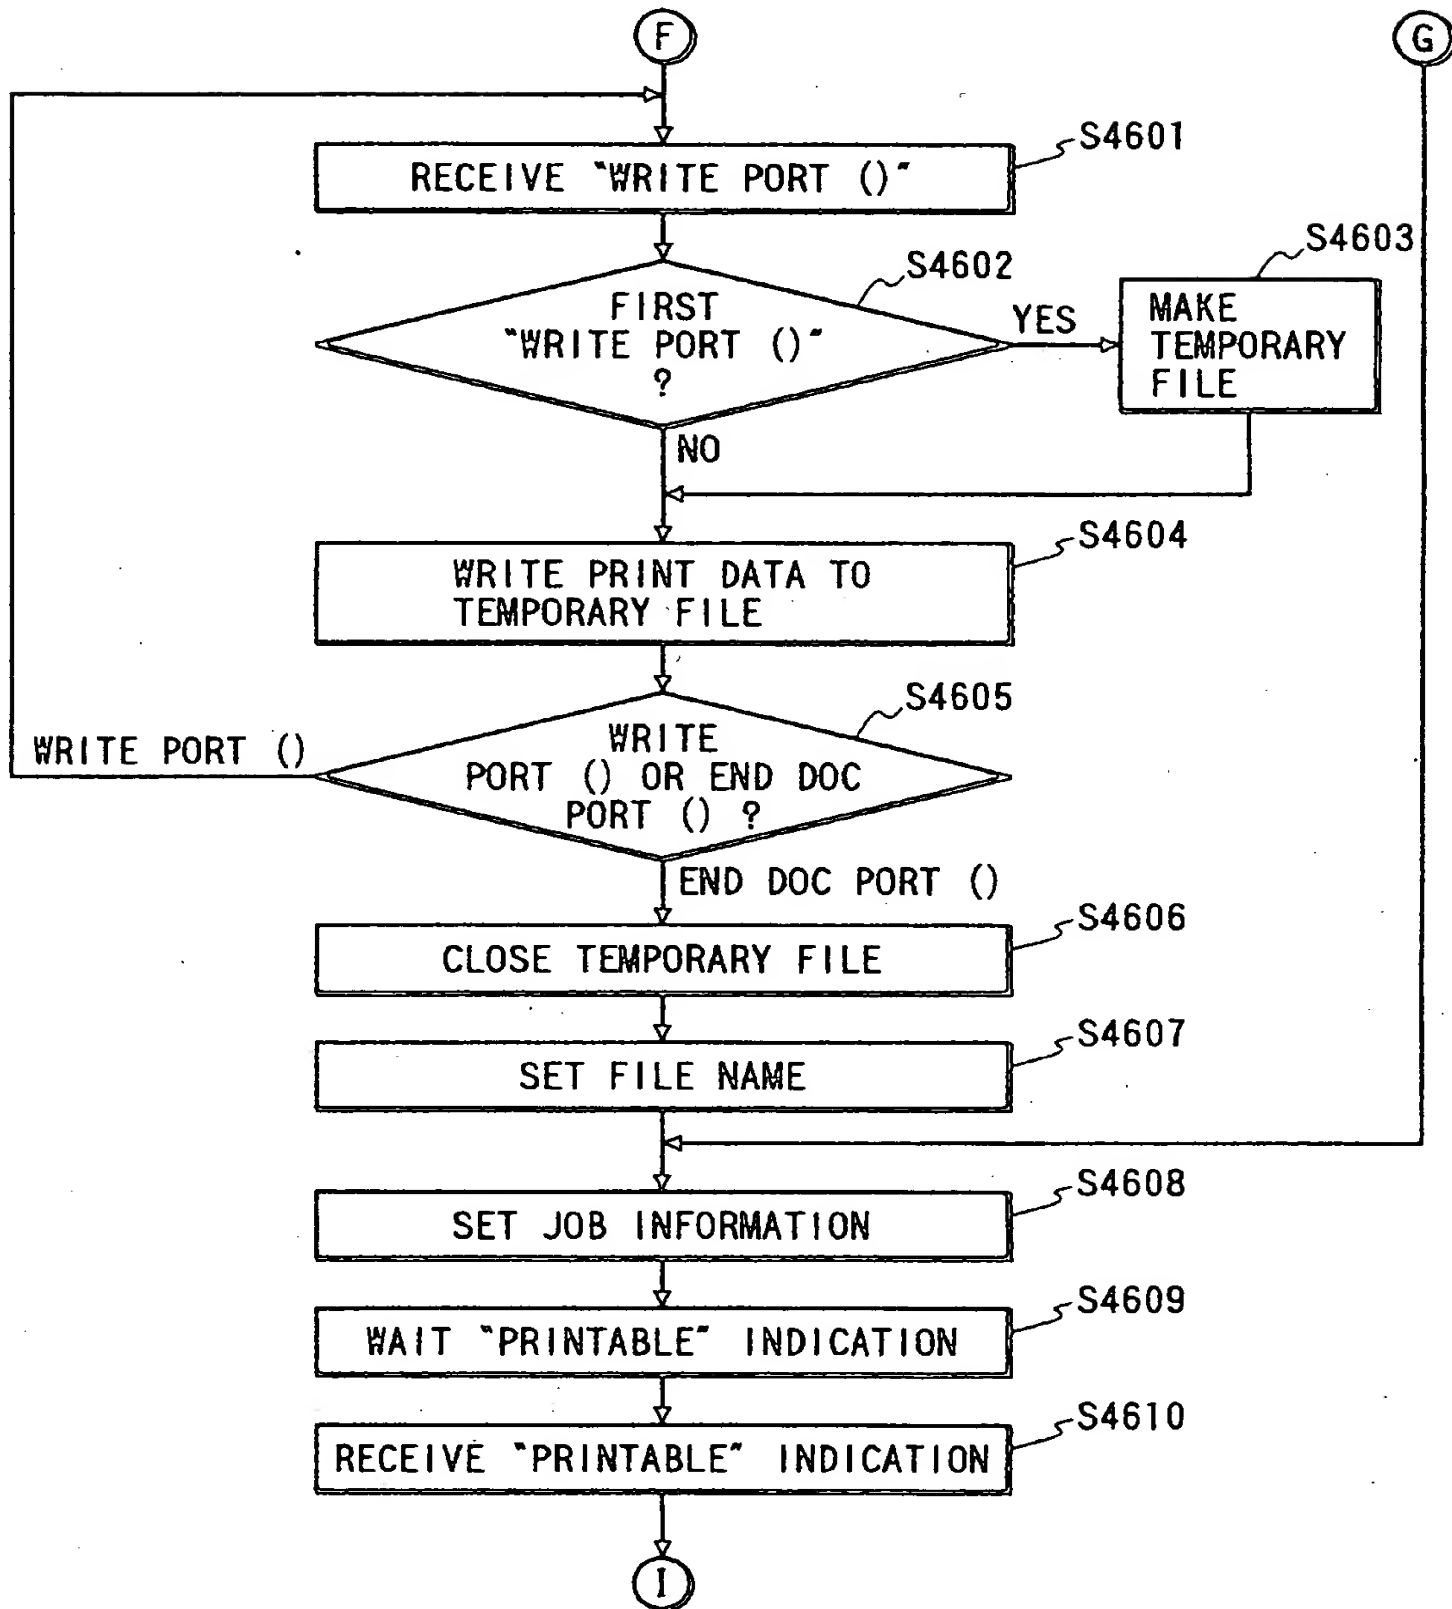 F
G
S4601
RECEIVE "WRITE PORT ()"
S4602
S4603
FIRST
"WRITE PORT ()"
?
YES
MAKE
TEMPORARY
FILE
NO
S4604
WRITE PRINT DATA TO
TEMPORARY FILE
S4605
WRITE PORT ()
WRITE
PORT () OR END DOC
PORT () ?
END DOC PORT ()
S4606
CLOSE TEMPORARY FILE
S4607
SET FILE NAME
S4608
SET JOB INFORMATION
S4609
WAIT "PRINTABLE" INDICATION
S4610
RECEIVE "PRINTABLE" INDICATION
I